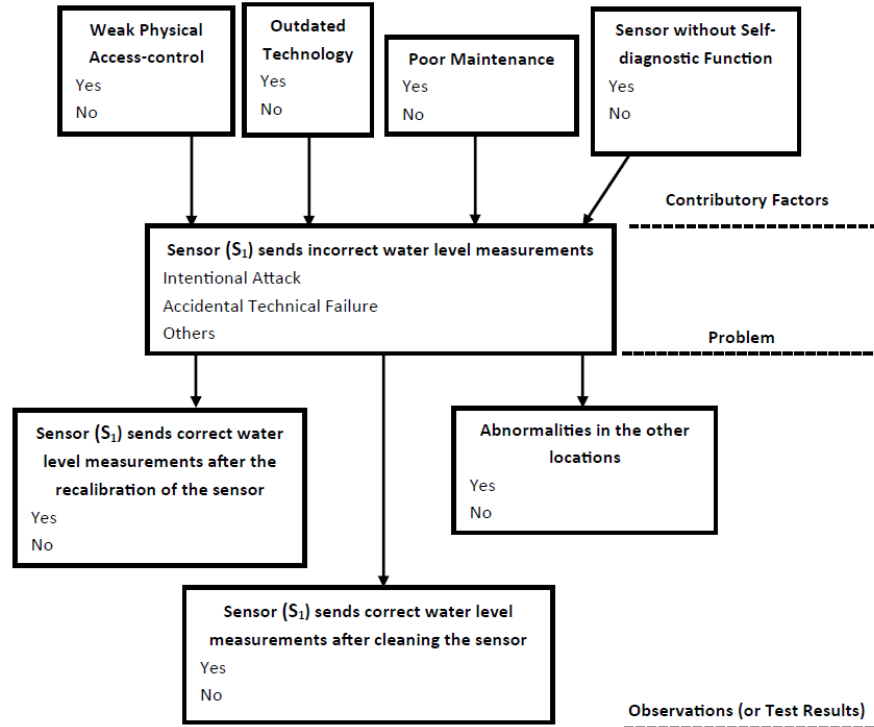 Weak Physical
Access-control
Yes
No
Outdated
Technology
Yes
No
Poor Maintenance
Yes
No
Sensor without Self-
diagnostic Function
Yes
No
Contributory Factors
Sensor (S₁) sends incorrect water level measurements
Intentional Attack
Accidental Technical Failure
Others
Problem
Sensor (S₁) sends correct water
level measurements after the
recalibration of the sensor
Yes
No
Abnormalities in the other
locations
Yes
No
Sensor (S₁) sends correct water level
measurements after cleaning the sensor
Yes
No
Observations (or Test Results)